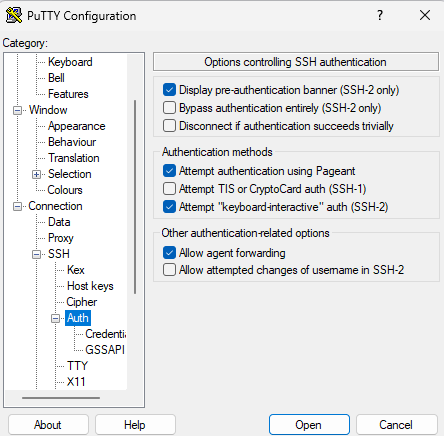 PuTTY Configuration
?
Category:
Keyboard
Bell
Features
Window
Appearance
Behaviour
Translation
Selection
Colours
Connection
Data
Proxy
SSH
Kex
Host keys
Cipher
Auth
Credentia
GSSAPI
TTY
X11
Options controlling SSH authentication
Display pre-authentication banner (SSH-2 only)
Bypass authentication entirely (SSH-2 only)
Disconnect if authentication succeeds trivially
Authentication methods
Attempt authentication using Pageant
Attempt TIS or CryptoCard auth (SSH-1)
Attempt "keyboard-interactive" auth (SSH-2)
Other authentication-related options
Allow agent forwarding
Allow attempted changes of username in SSH-2
About
Help
Open
Cancel